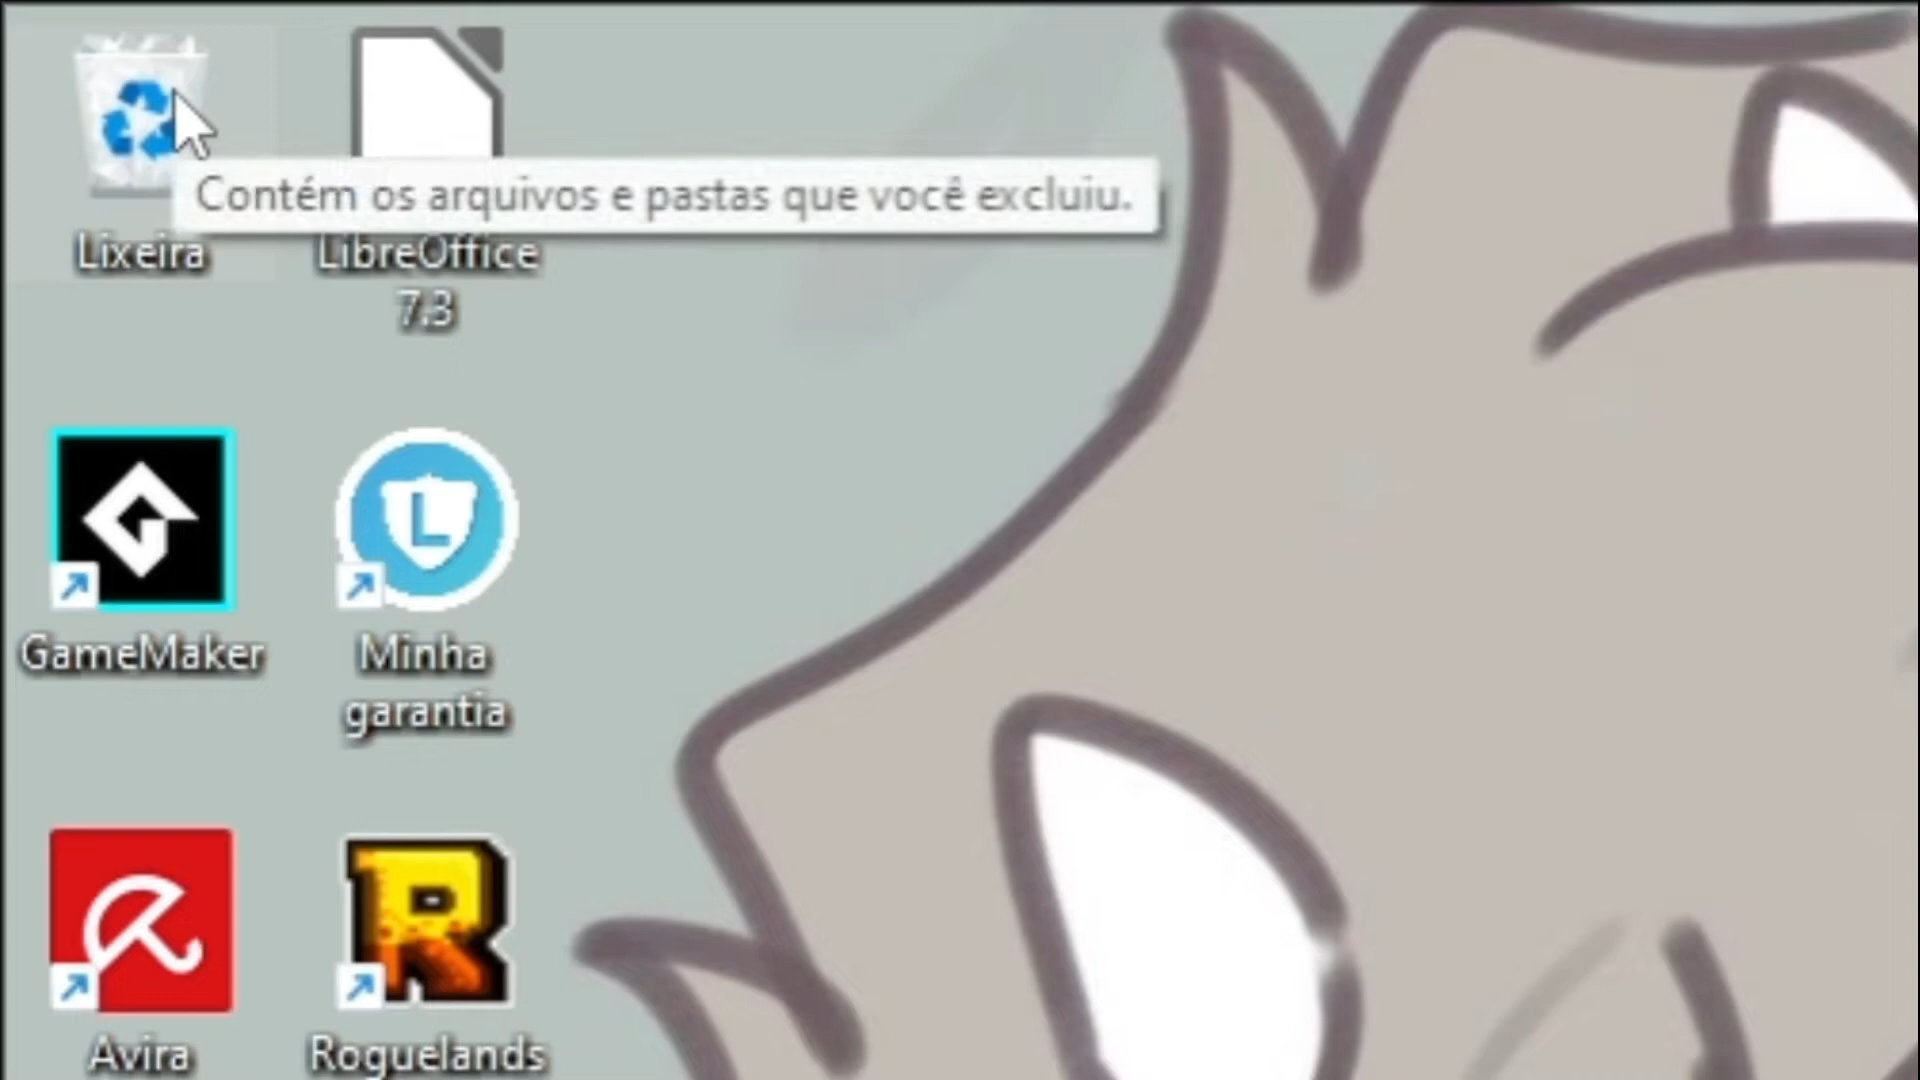 Contém os arquivos e pastas que você excluiu.
Lixeira
LibreOffice
7.3
GameMaker
L
Minha
garantia
R
Avira
Roguelands